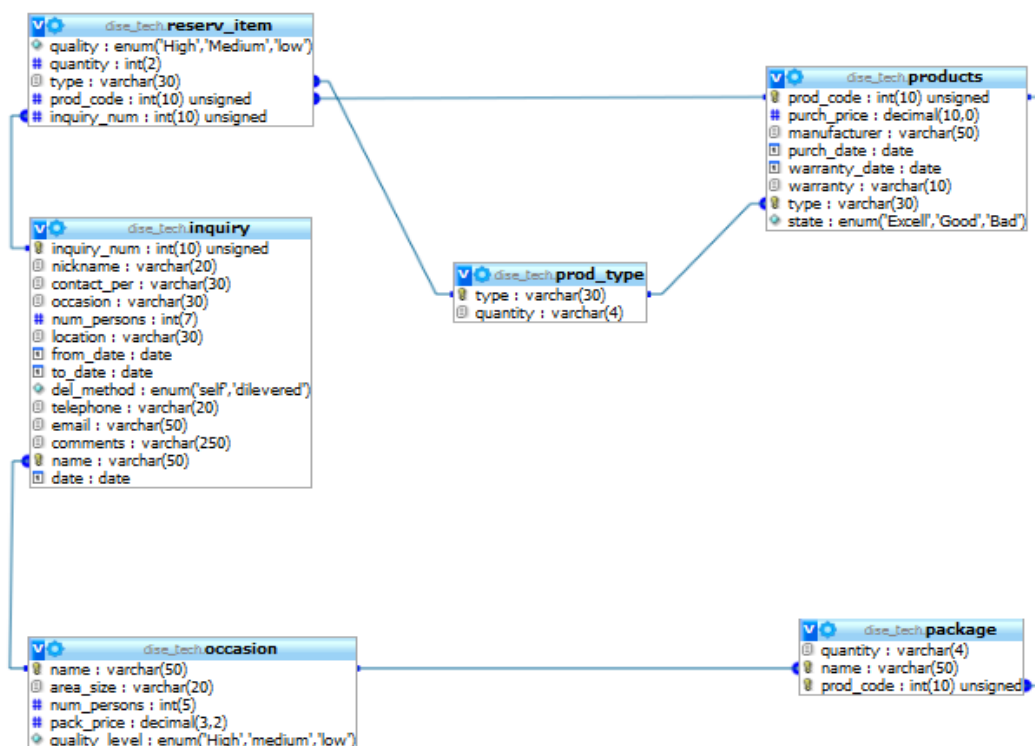 dise_tech.reserv_item
quality : enum('High','Medium','low')
quantity : int(2)
type : varchar(30)
prod_code : int(10) unsigned
inquiry_num : int(10) unsigned
dise_tech.products
prod_code : int(10) unsigned
purch_price : decimal(10,0)
manufacturer : varchar(50)
purch_date : date
warranty_date : date
warranty : varchar(10)
type : varchar(30)
state : enum('Excell','Good','Bad')
dise_tech.inquiry
inquiry_num : int(10) unsigned
nickname : varchar(20)
contact_per : varchar(30)
occasion : varchar(30)
num_persons : int(7)
location : varchar(30)
from_date : date
to_date : date
del_method : enum('self','dilevered')
telephone : varchar(20)
email : varchar(50)
comments : varchar(250)
name : varchar(50)
date : date
dise_tech.prod_type
type : varchar(30)
quantity : varchar(4)
dise_tech.occasion
name : varchar(50)
area_size : varchar(20)
num_persons : int(5)
pack_price : decimal(3,2)
quality_level : enum('High','medium','low')
dise_tech.package
quantity : varchar(4)
name : varchar(50)
prod_code : int(10) unsigned